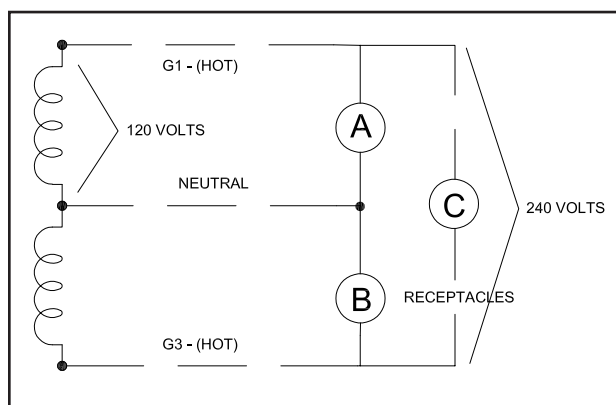 G1 - (HOT)
A
120 VOLTS
NEUTRAL
C
240 VOLTS
B
RECEPTACLES
G3 - (HOT)